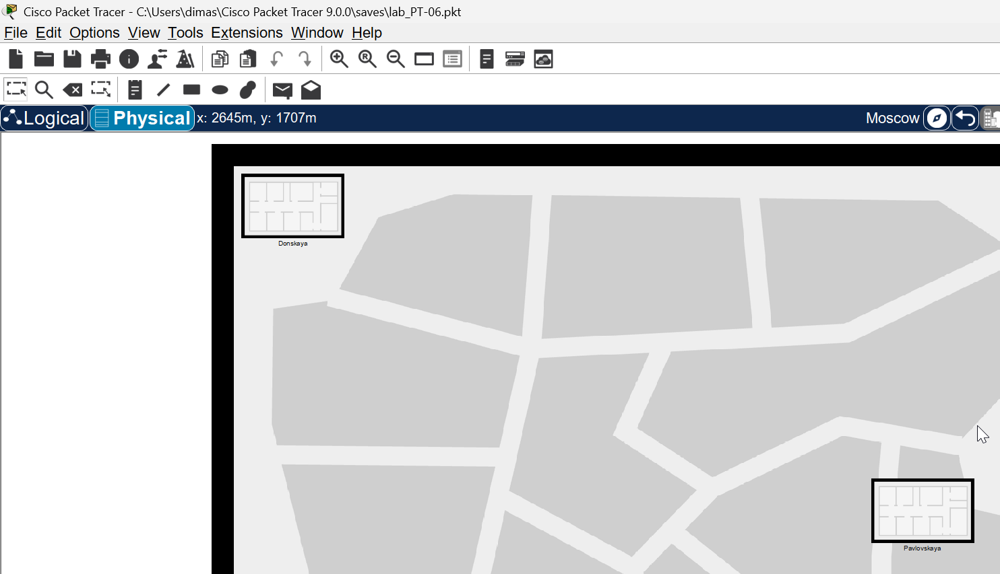 Cisco Packet Tracer - C:\Users\dimas\Cisco Packet Tracer 9.0.0\saves\lab_PT-06.pkt
File Edit Options View Tools Extensions Window Help
Logical Physical x: 2645m, y: 1707m Moscow
Donskaya
Pavlovskaya